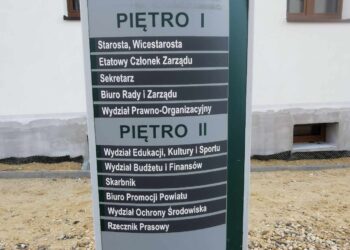 PIĘTRO I
Starosta, Wicestarosta
Etatowy Członek Zarządu
Sekretarz
Biuro Rady i Zarządu
Wydział Prawno-Organizacyjny
PIĘTRO II
Wydział Edukacji, Kultury i Sportu
Wydział Budżetu i Finansów
Skarbnik
Biuro Promocji Powiatu
Wydział Ochrony Środowiska
Rzecznik Prasowy